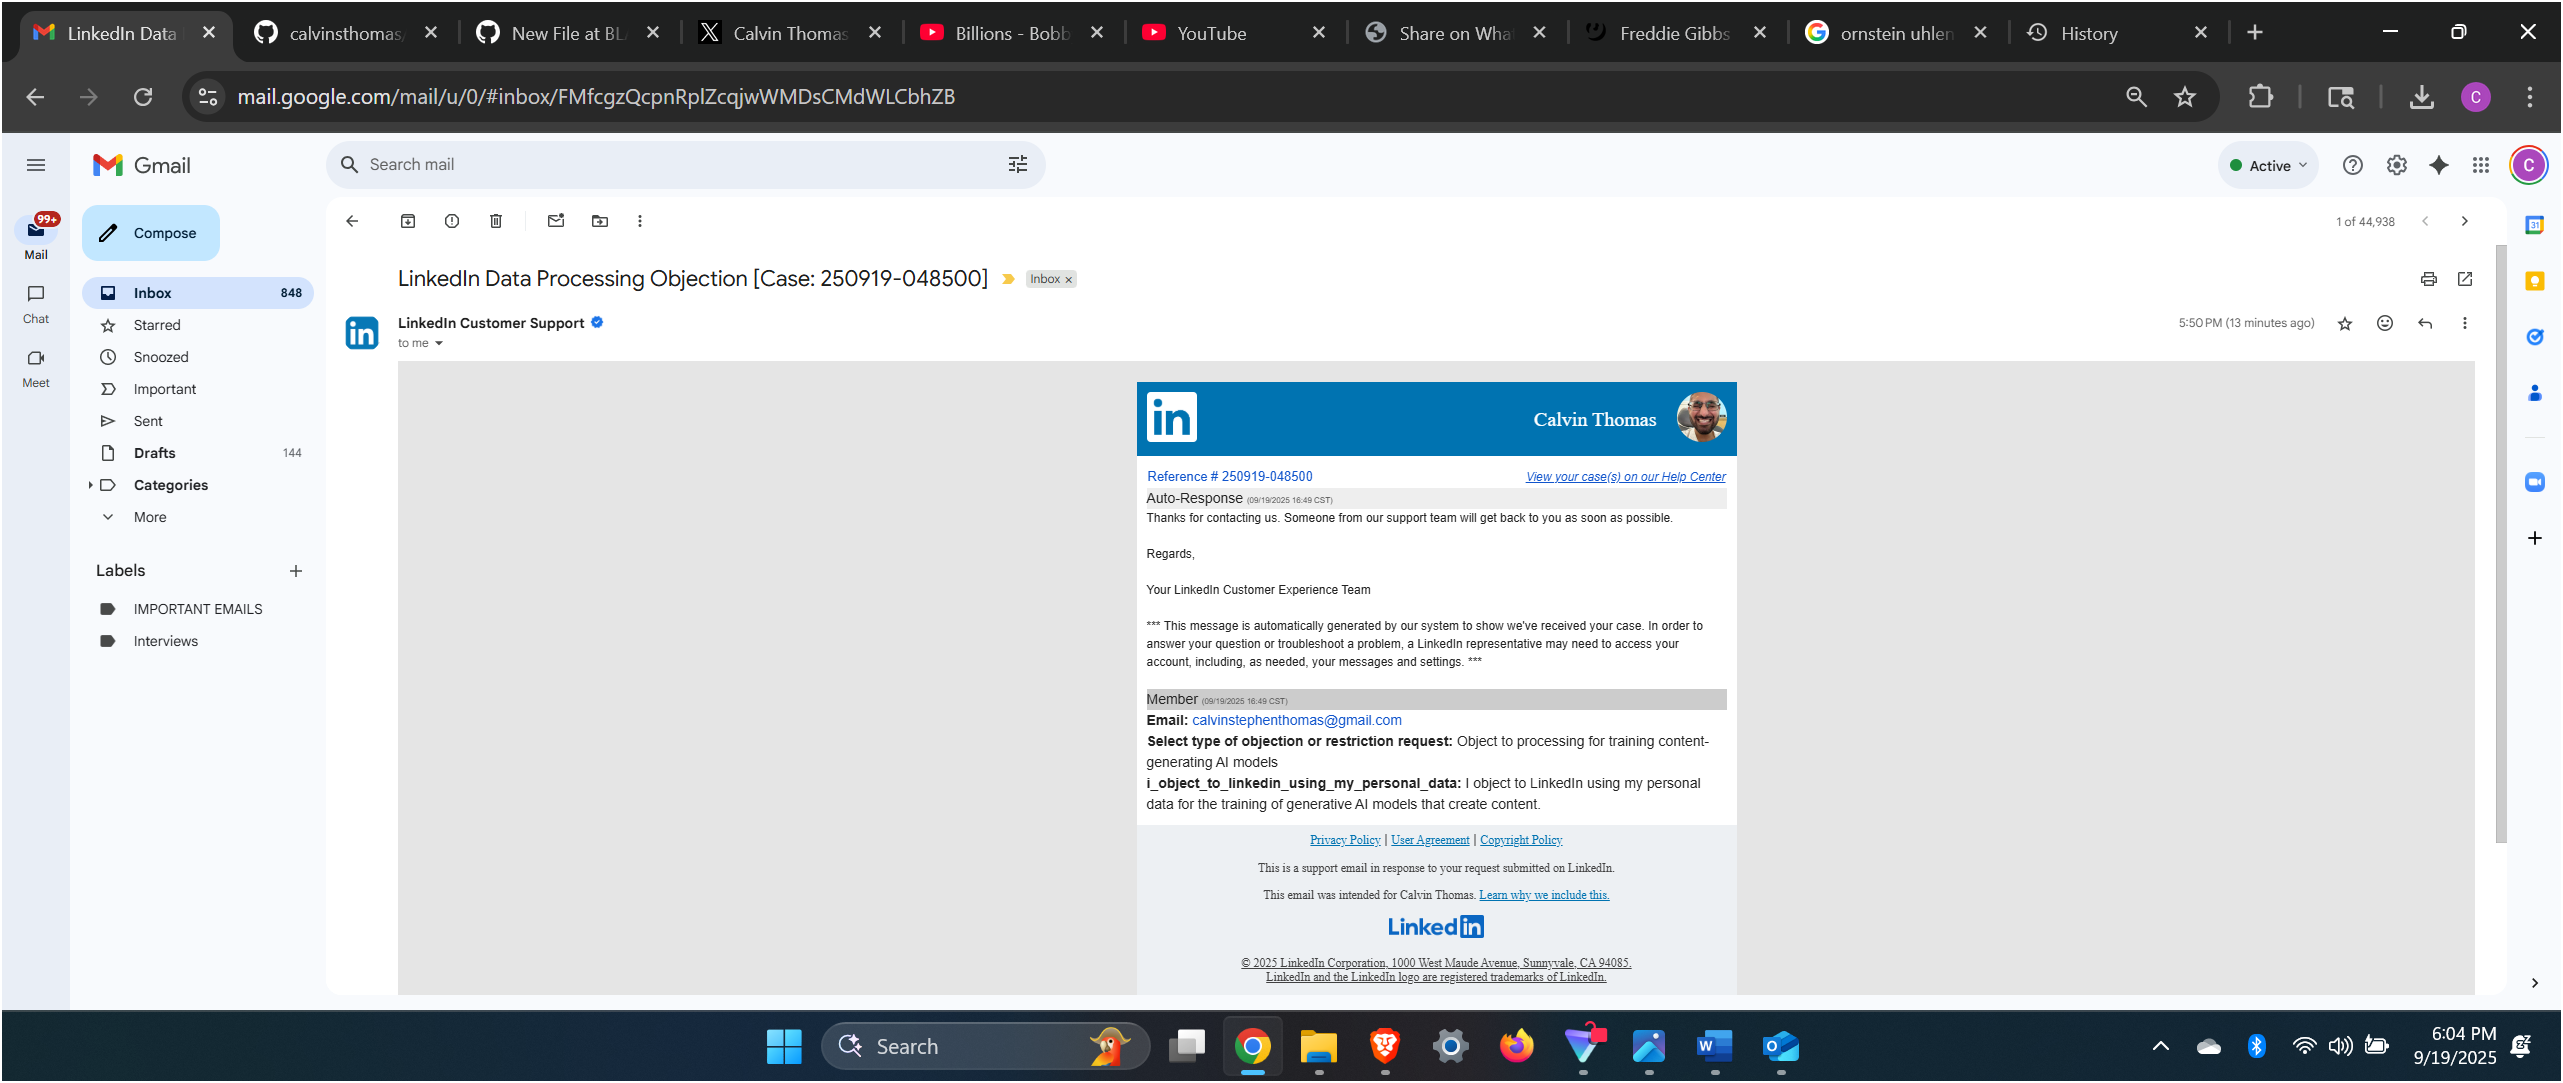 LinkedIn Data
calvinsthomas/
New File at BL
Calvin Thomas
Billions - Bobb
YouTube
Share on Wha
Freddie Gibbs
ornstein uhlen
History
mail.google.com/mail/u/0/#inbox/FMfcgzQcpnRplZcqjwWMDsCMdWLCbhZB
C
Gmail
Search mail
Active
C
99+
Mail
Chat
Meet
Compose
Inbox 848
Starred
Snoozed
Important
Sent
Drafts 144
Categories
More
Labels
IMPORTANT EMAILS
Interviews
1 of 44,938
LinkedIn Data Processing Objection [Case: 250919-048500]
Inbox ×
in
LinkedIn Customer Support
to me
5:50 PM (13 minutes ago)
in
Calvin Thomas
Reference # 250919-048500
View your case(s) on our Help Center
Auto-Response (09/19/2025 16:49 CST)
Thanks for contacting us. Someone from our support team will get back to you as soon as possible.
Regards,
Your LinkedIn Customer Experience Team
*** This message is automatically generated by our system to show we've received your case. In order to
answer your question or troubleshoot a problem, a LinkedIn representative may need to access your
account, including, as needed, your messages and settings. ***
Member (09/19/2025 16:49 CST)
Email: calvinstephenthomas@gmail.com
Select type of objection or restriction request: Object to processing for training content-
generating AI models
i_object_to_linkedin_using_my_personal_data: I object to LinkedIn using my personal
data for the training of generative AI models that create content.
Privacy Policy | User Agreement | Copyright Policy
This is a support email in response to your request submitted on LinkedIn.
This email was intended for Calvin Thomas. Learn why we include this.
Linkedin
© 2025 LinkedIn Corporation, 1000 West Maude Avenue, Sunnyvale, CA 94085.
LinkedIn and the LinkedIn logo are registered trademarks of LinkedIn.
31
Search
W
O
6:04 PM
9/19/2025